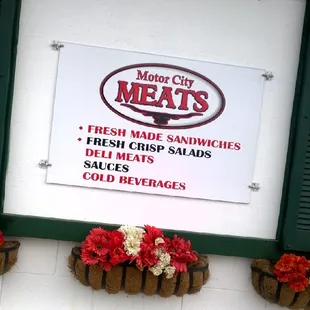 Motor City
MEATS
• FRESH MADE SANDWICHES
• FRESH CRISP SALADS
DELI MEATS
SAUCES
COLD BEVERAGES